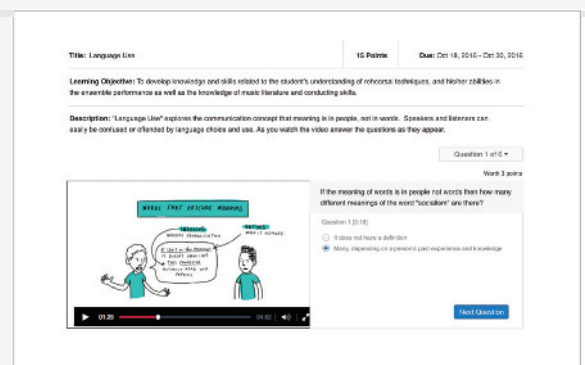 Title: Language Use
15 Points
Due: Oct 18, 2016 - Oct 30, 2016
Learning Objective: To develop knowledge and skills related to the student's understanding of rehearsal techniques, and his/her abilities in
the ensemble performance as well as the knowledge of music literature and conducting skills.
Description: "Language Use" explores the communication concept that meaning is in people, not in words. Speakers and listeners can
easily be confused or offended by language choice and use. As you watch the video answer the questions as they appear.
Question 1 of 6
Worth 3 points
WORDS THAT OBSCURE MEANING
If the meaning of words is in people not words then how many
different meanings of the word "socialism" are there?
Question 1 [0:18]
It does not have a definition
Many, depending on a person's past experience and knowledge
01:20
04:02
Next Question